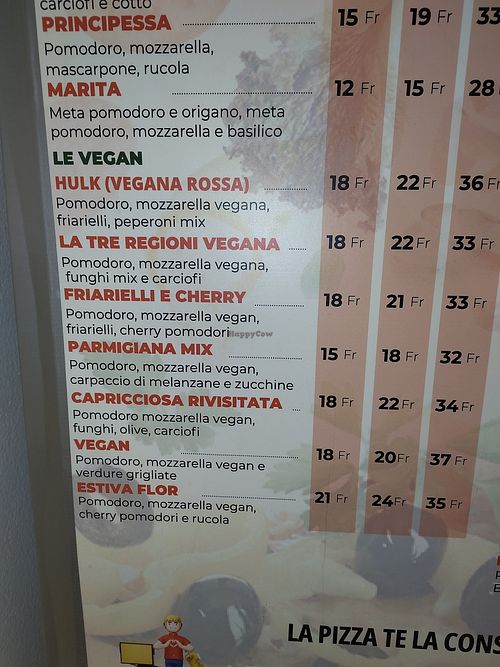 carciofi e cotto
PRINCIPESSA 15 Fr 19 Fr 33
Pomodoro, mozzarella,
mascarpone, rucola
MARITA 12 Fr 15 Fr 28
Meta pomodoro e origano, meta
pomodoro, mozzarella e basilico
LE VEGAN
HULK (VEGANA ROSSA) 18 Fr 22 Fr 36 Fr
Pomodoro, mozzarella vegana,
friarielli, peperoni mix
LA TRE REGIONI VEGANA 18 Fr 22 Fr 33 Fr
Pomodoro, mozzarella vegana,
funghi mix e carciofi
FRIARIELLI E CHERRY 18 Fr 21 Fr 33 Fr
Pomodoro, mozzarella vegan,
friarielli, cherry pomodori
HappyCow
PARMIGIANA MIX 15 Fr 18 Fr 32 Fr
Pomodoro, mozzarella vegan,
carpaccio di melanzane e zucchine
CAPRICCIOSA RIVISITATA 18 Fr 22 Fr 34 Fr
Pomodoro mozzarella vegan,
funghi, olive, carciofi
VEGAN 18 Fr 20 Fr 37 Fr
Pomodoro, mozzarella vegan e
verdure grigliate
ESTIVA FLOR 21 Fr 24 Fr 35 Fr
Pomodoro, mozzarella vegan,
cherry pomodori e rucola
LA PIZZA TE LA CONS